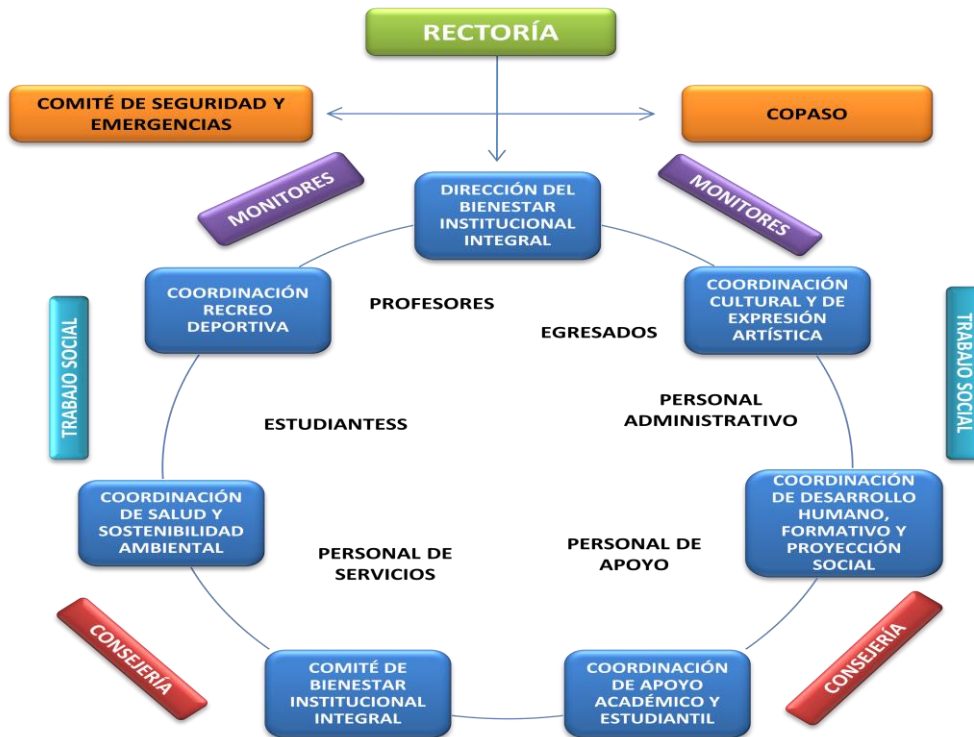 RECTORÍA
COMITÉ DE SEGURIDAD Y
EMERGENCIAS
COPASO
MONITORES
MONITORES
DIRECCIÓN DEL
BIENESTAR
INSTITUCIONAL
INTEGRAL
COORDINACIÓN
RECREO
DEPORTIVA
PROFESORES
COORDINACIÓN
CULTURAL Y DE
EXPRESIÓN
ARTÍSTICA
EGRESADOS
TRABAJO SOCIAL
TRABAJO SOCIAL
ESTUDIANTESS
PERSONAL
ADMINISTRATIVO
COORDINACIÓN
DE SALUD Y
SOSTENIBILIDAD
AMBIENTAL
COORDINACIÓN
DE DESARROLLO
HUMANO,
FORMATIVO Y
PROYECCIÓN
SOCIAL
PERSONAL DE
SERVICIOS
PERSONAL DE
APOYO
CONSEJERÍA
CONSEJERÍA
COMITÉ DE
BIENESTAR
INSTITUCIONAL
INTEGRAL
COORDINACIÓN
DE APOYO
ACADÉMICO Y
ESTUDIANTIL